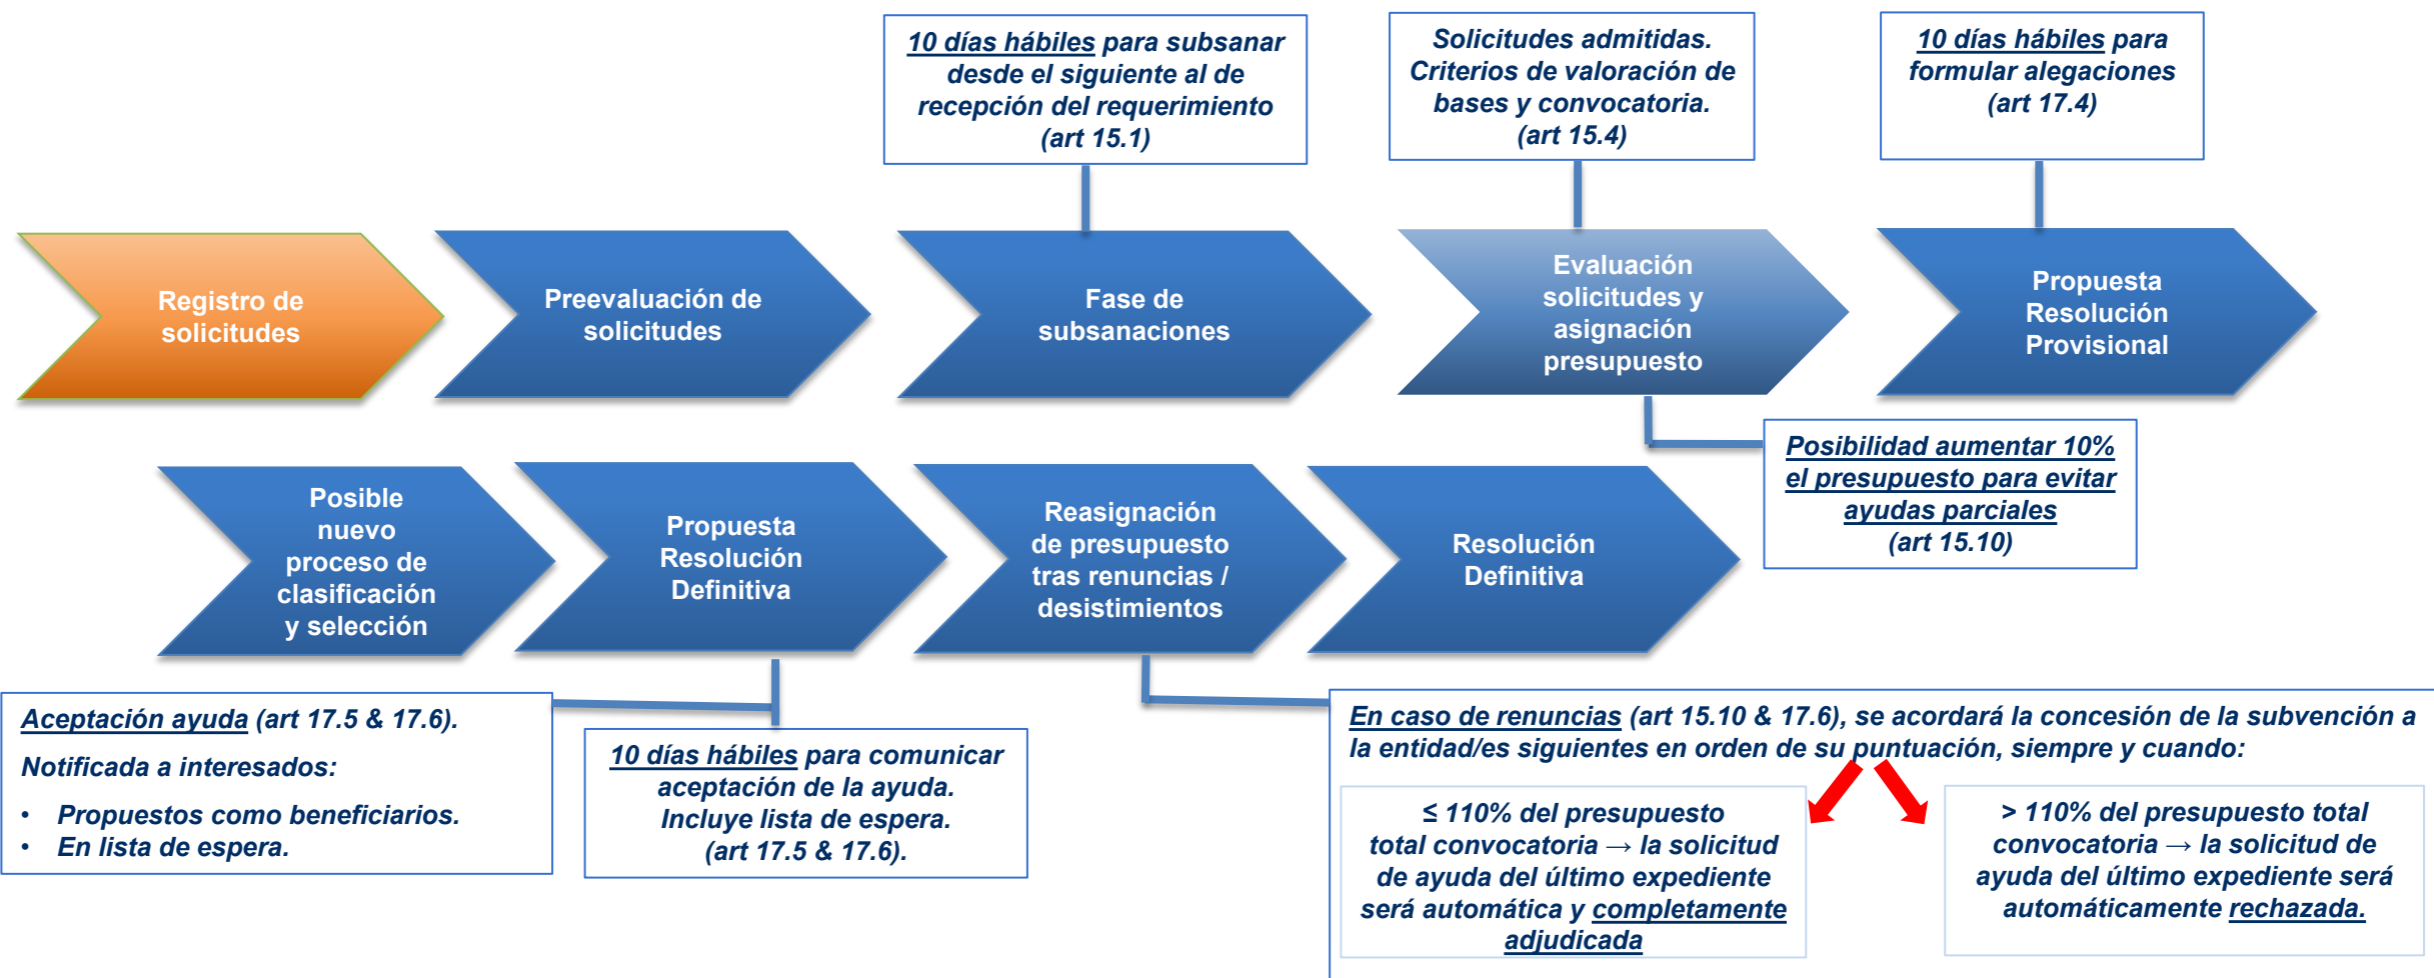 10 días hábiles para subsanar
desde el siguiente al de
recepción del requerimiento
(art 15.1)
Solicitudes admitidas.
Criterios de valoración de
bases y convocatoria.
(art 15.4)
10 días hábiles para
formular alegaciones
(art 17.4)
Registro de
solicitudes
Preevaluación de
solicitudes
Fase de
subsanaciones
Evaluación
solicitudes y
asignación
presupuesto
Propuesta
Resolución
Provisional
Posibilidad aumentar 10%
el presupuesto para evitar
ayudas parciales
(art 15.10)
Posible
nuevo
proceso de
clasificación
y selección
Propuesta
Resolución
Definitiva
Reasignación
de presupuesto
tras renuncias /
desistimientos
Resolución
Definitiva
Aceptación ayuda (art 17.5 & 17.6).
Notificada a interesados:
• Propuestos como beneficiarios.
• En lista de espera.
10 días hábiles para comunicar
aceptación de la ayuda.
Incluye lista de espera.
(art 17.5 & 17.6).
En caso de renuncias (art 15.10 & 17.6), se acordará la concesión de la subvención a
la entidad/es siguientes en orden de su puntuación, siempre y cuando:
≤ 110% del presupuesto
total convocatoria → la solicitud
de ayuda del último expediente
será automática y completamente
adjudicada
> 110% del presupuesto total
convocatoria → la solicitud de
ayuda del último expediente será
automáticamente rechazada.